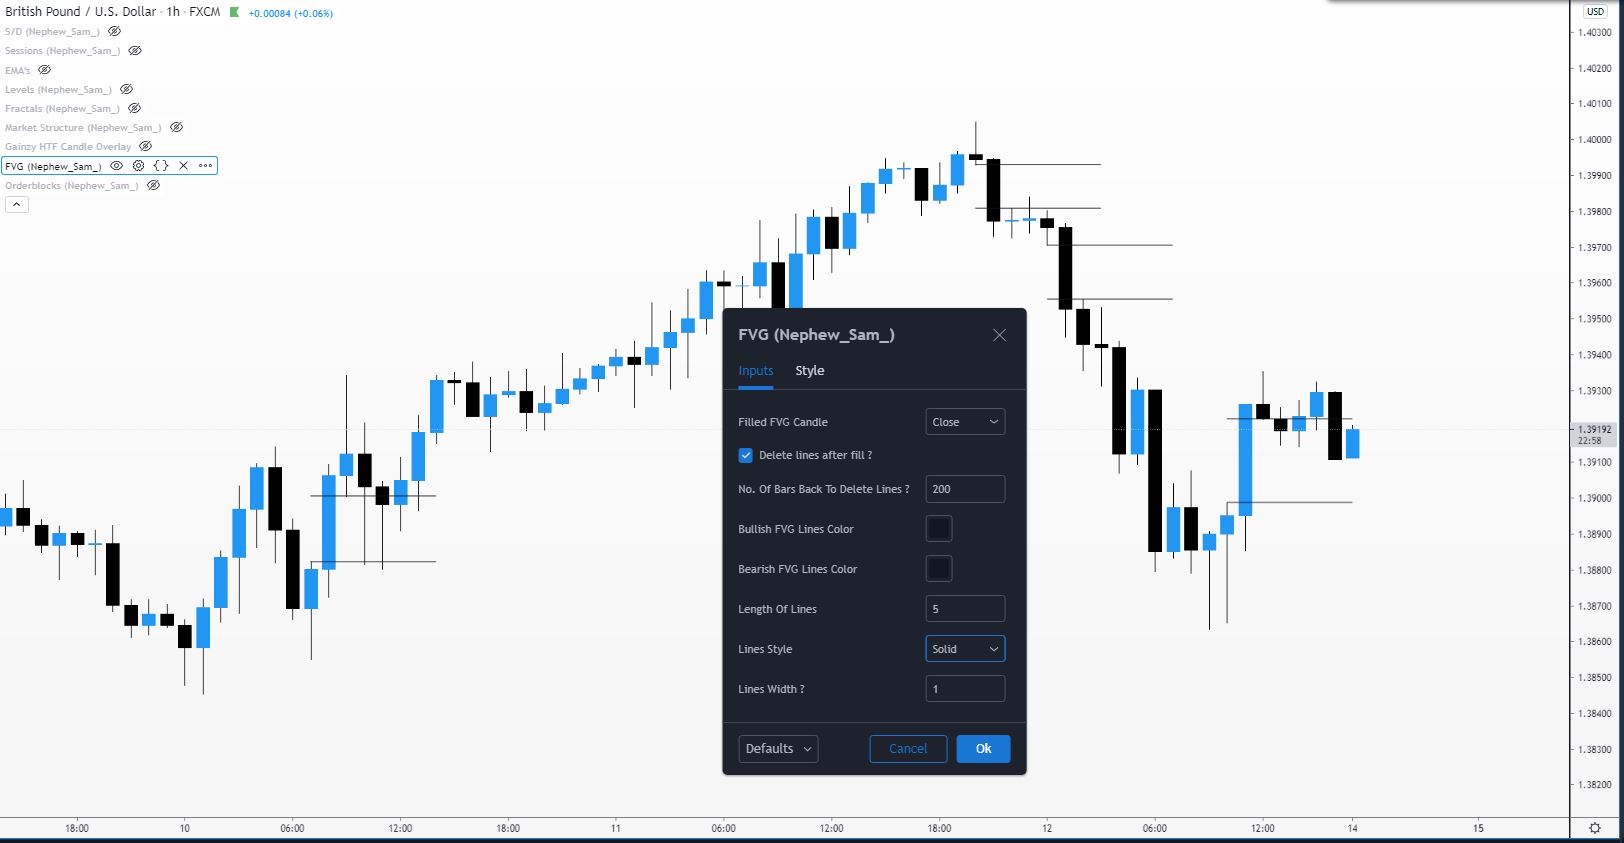 British Pound / U.S. Dollar · 1h · FXCM +0.00084 (+0.06%)
S/D (Nephew_Sam_)
Sessions (Nephew_Sam_)
EMA's
Levels (Nephew_Sam_)
Fractals (Nephew_Sam_)
Market Structure (Nephew_Sam_)
Gainzy HTF Candle Overlay
FVG (Nephew_Sam_)
Orderblocks (Nephew_Sam_)
FVG (Nephew_Sam_)
Inputs Style
Filled FVG Candle Close
Delete lines after fill ?
No. Of Bars Back To Delete Lines ? 200
Bullish FVG Lines Color
Bearish FVG Lines Color
Length Of Lines 5
Lines Style Solid
Lines Width ? 1
Defaults Cancel Ok
USD
1.40300
1.40200
1.40100
1.40000
1.39900
1.39800
1.39700
1.39600
1.39500
1.39400
1.39300
1.39192
22:58
1.39100
1.39000
1.38900
1.38800
1.38700
1.38600
1.38500
1.38400
1.38300
1.38200
18:00 10 06:00 12:00 18:00 11 06:00 12:00 18:00 12 06:00 12:00 14 15